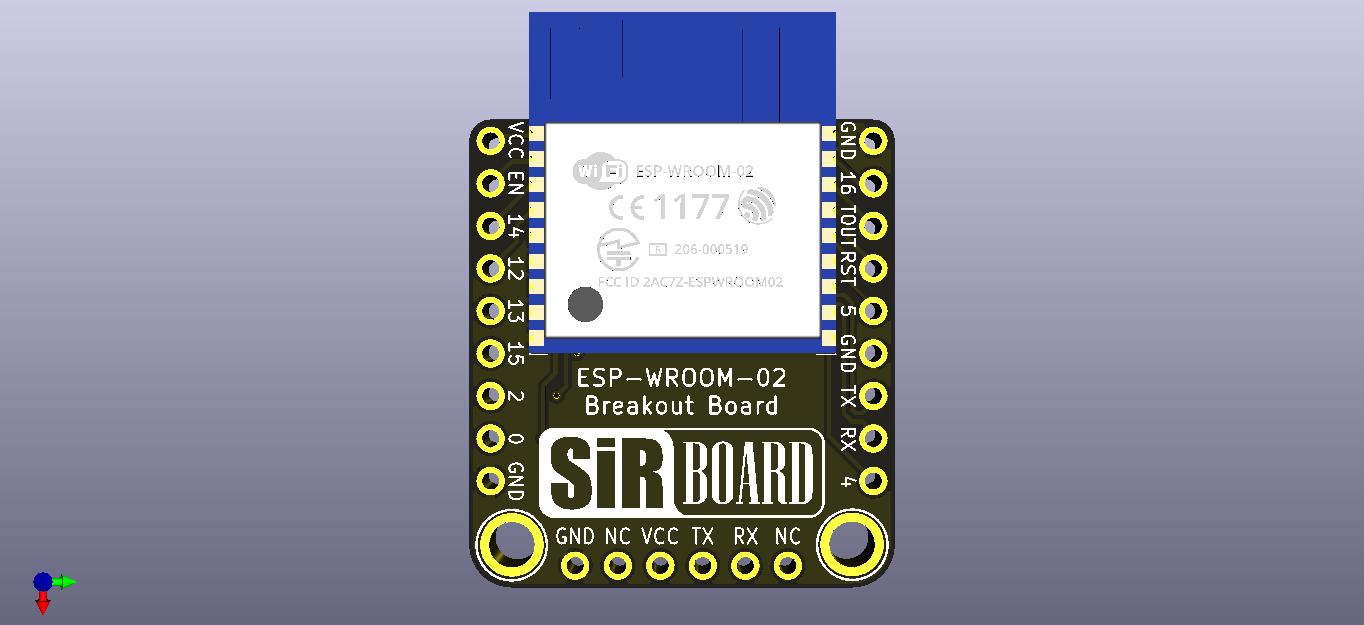 VCC
EN
14
12
13
15
2
0
GND
WiFi ESP-WROOM-02
CE1177
R 206-000519
FCC ID 2AC7Z-ESPWROOM02
GND
16
TOUT
RST
5
GND
TX
RX
4
ESP-WROOM-02
Breakout Board
SiR BOARD
GND NC VCC TX RX NC